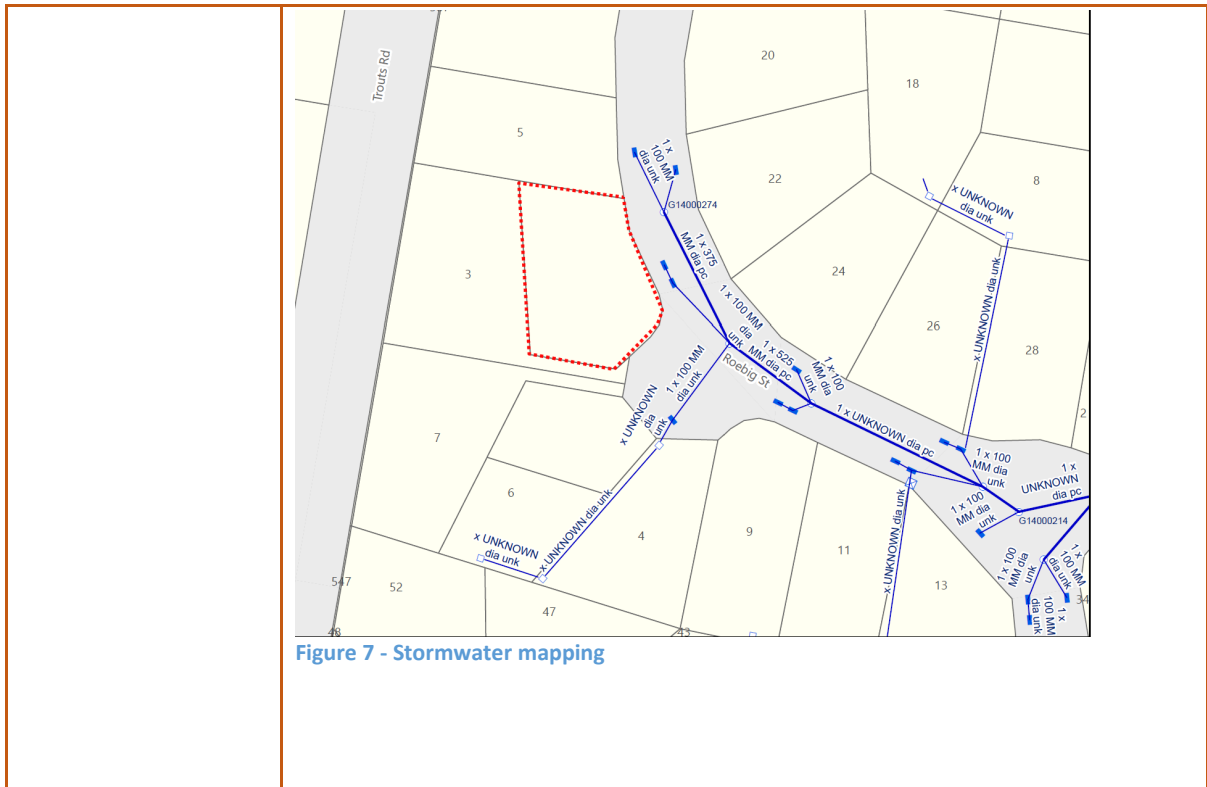 Trouts Rd
20
18
5
1 x
100 MM
dia unk
22
8
x UNKNOWN
dia unk
G14000274
1 x 375
MM dia pc
3
24
x UNKNOWN dia unk
1 x 100 MM
dia
unk
26
28
1 x 525
MM dia pc
1 x 100
MM dia
unk
Roebig St
1 x 100 MM
dia unk
x UNKNOWN
dia
unk
1 x UNKNOWN dia pc
2
7
1 x 100
MM dia
unk
1 x
UNKNOWN
dia pc
6
x UNKNOWN dia unk
x UNKNOWN dia unk
1 x 100
MM dia
unk
G14000214
4
9
11
x UNKNOWN
dia unk
1 x 100
MM dia
unk
1 x
100 MM
dia unk
547
52
13
34
47
1 x
100 MM
dia unk
48
43
Figure 7 - Stormwater mapping